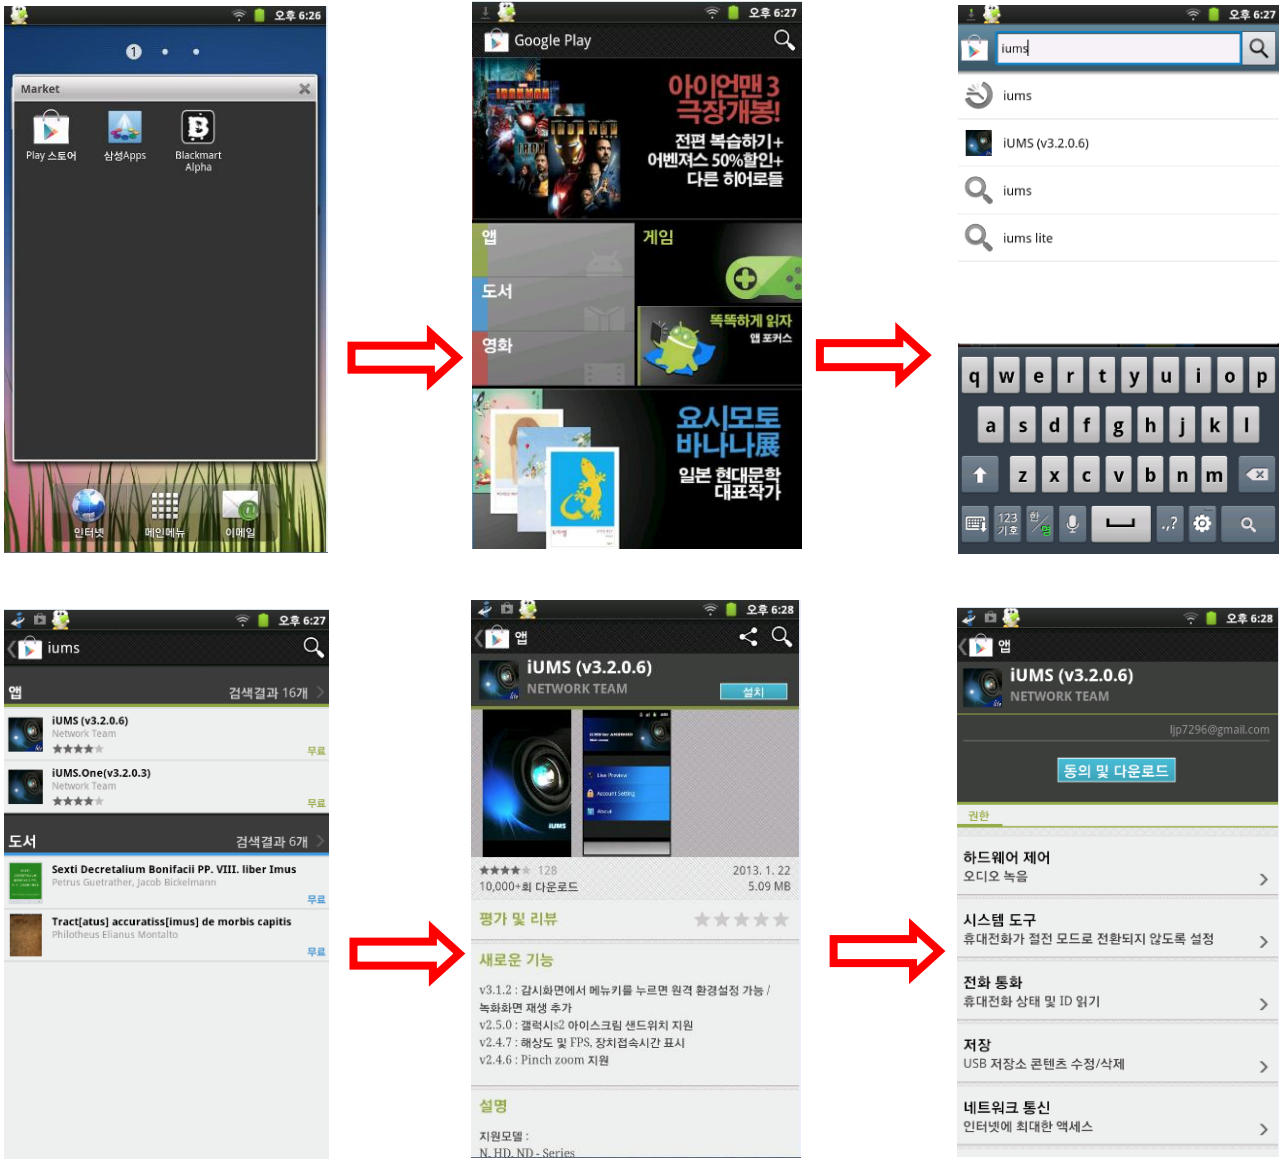 오후 6:26
1
Market
Play 스토어
삼성Apps
Blackmart
Alpha
인터넷
메인메뉴
이메일
오후 6:27
Google Play
IRON MAN
아이언맨 3
극장개봉!
전편 복습하기+
어벤져스 50%할인+
다른 히어로들
앱
게임
도서
똑똑하게 읽자
앱 포커스
영화
요시모토
바나나展
일본 현대문학
대표작가
오후 6:27
iums
iums
iUMS (v3.2.0.6)
iums
iums lite
q w e r t y u i o p
a s d f g h j k l
z x c v b n m
123
기호
한/영
.,?
오후 6:27
iums
앱
검색결과 16개
iUMS (v3.2.0.6)
Network Team
무료
iUMS.One(v3.2.0.3)
Network Team
무료
도서
검색결과 6개
Sexti Decretalium Bonifacii PP. VIII. liber Imus
Petrus Guetrather, Jacob Bickelmann
무료
Tract[atus] accuratiss[imus] de morbis capitis
Philotheus Elianus Montalto
무료
오후 6:28
앱
iUMS (v3.2.0.6)
NETWORK TEAM
설치
lite
iUMS
Live Preview
Account Setting
About
128
2013. 1. 22
10,000+회 다운로드
5.09 MB
평가 및 리뷰
새로운 기능
v3.1.2 : 감시화면에서 메뉴키를 누르면 원격 환경설정 가능 /
녹화화면 재생 추가
v2.5.0 : 갤럭시s2 아이스크림 샌드위치 지원
v2.4.7 : 해상도 및 FPS, 장치접속시간 표시
v2.4.6 : Pinch zoom 지원
설명
지원모델 :
N, HD, ND - Series
오후 6:28
앱
iUMS (v3.2.0.6)
NETWORK TEAM
lite
ljp7296@gmail.com
동의 및 다운로드
권한
하드웨어 제어
오디오 녹음
시스템 도구
휴대전화가 절전 모드로 전환되지 않도록 설정
전화 통화
휴대전화 상태 및 ID 읽기
저장
USB 저장소 콘텐츠 수정/삭제
네트워크 통신
인터넷에 최대한 액세스